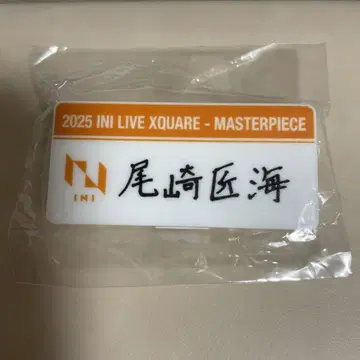 2025 INI LIVE XQUARE - MASTERPIECE
INI
尾崎匠海